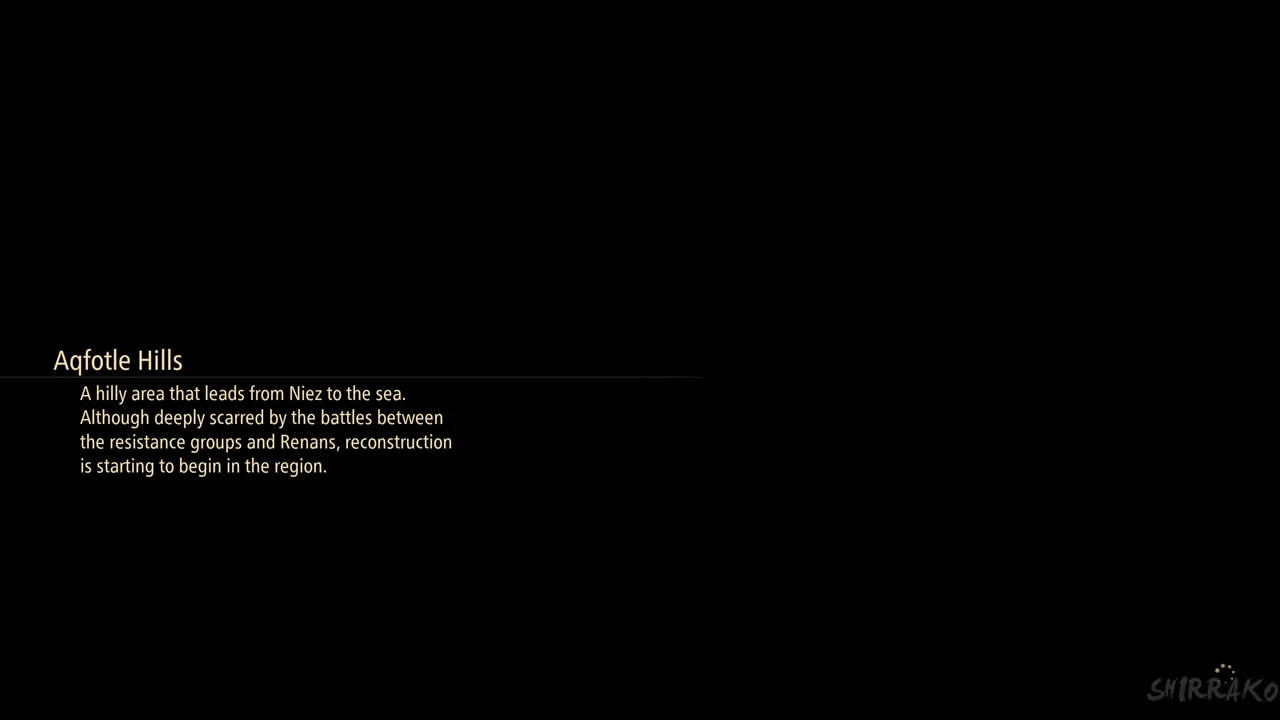 Aqfotle Hills
A hilly area that leads from Niez to the sea.
Although deeply scarred by the battles between
the resistance groups and Renans, reconstruction
is starting to begin in the region.
SHIRRAKO